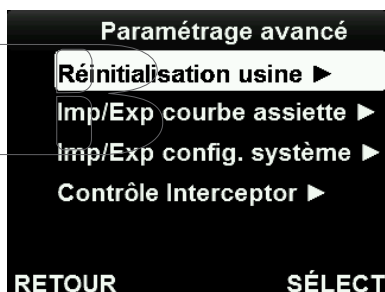 Paramétrage avancé
Réinitialisation usine ►
Imp/Exp courbe assiette ►
Imp/Exp config. système ►
Contrôle Interceptor ►
RETOUR SÉLECT